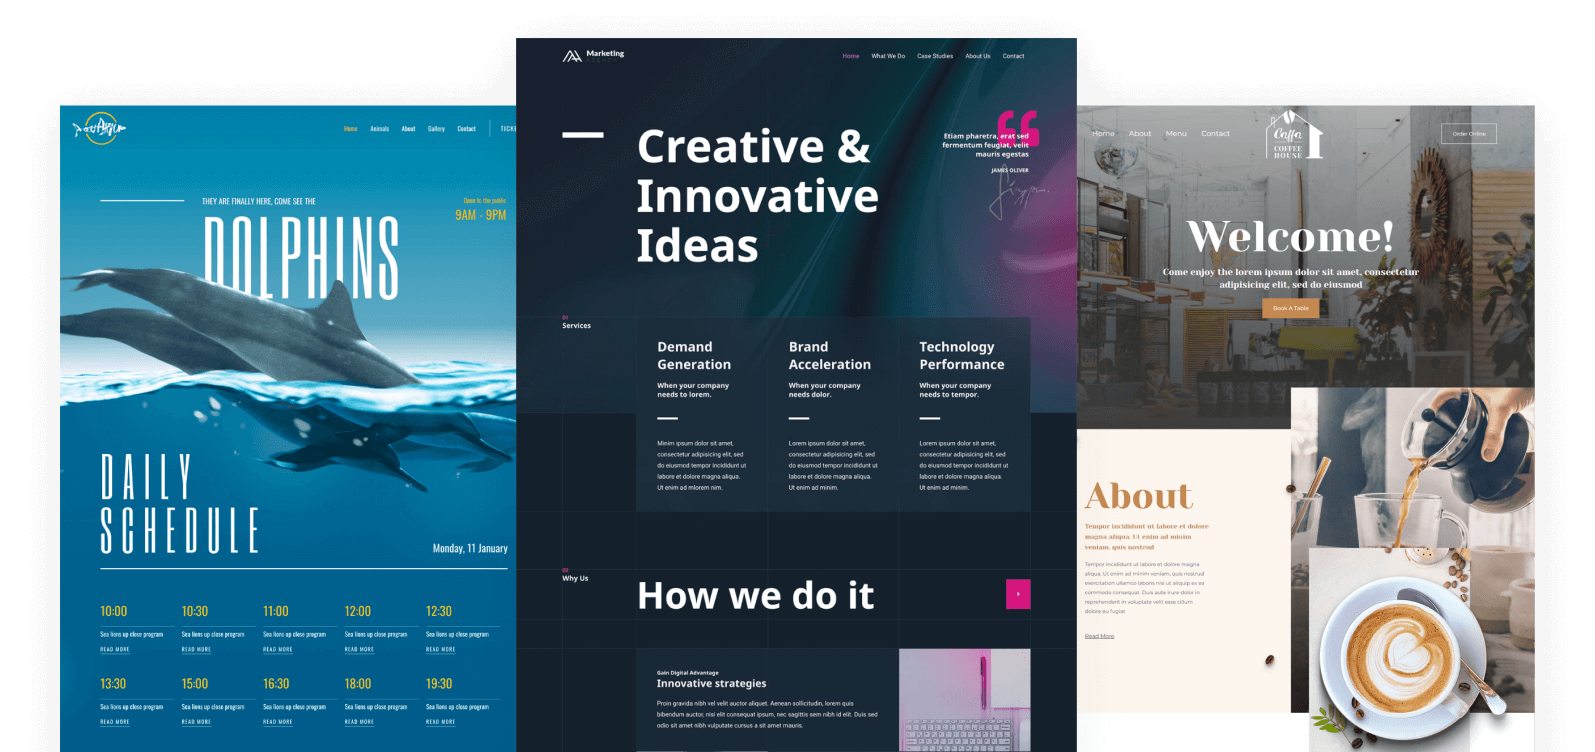 Home
Animals
About
Gallery
Contact
THEY ARE FINALLY HERE, COME SEE THE
DOLPHINS
Open to the public
9AM - 9PM
DAILY
SCHEDULE
Monday, 11 January
10:00
Sea lions up close program
READ MORE
10:30
Sea lions up close program
READ MORE
11:00
Sea lions up close program
READ MORE
12:00
Sea lions up close program
READ MORE
12:30
Sea lions up close program
READ MORE
13:30
Sea lions up close program
READ MORE
15:00
Sea lions up close program
READ MORE
16:30
Sea lions up close program
READ MORE
18:00
Sea lions up close program
READ MORE
19:30
Sea lions up close program
READ MORE
Marketing
Home
What We Do
Case Studies
About Us
Contact
Creative &
Innovative
Ideas
Etiam pharetra, erat sed
fermentum feugiat, velit
mauris egestas
JAMES OLIVER
01
Services
Demand
Generation
When your company
needs to lorem.
Minim ipsum dolor sit amet,
consectetur adipisicing elit, sed
do eiusmod tempor incididunt ut
labore et dolore magna aliqua.
Ut enim ad mlorem nim.
Brand
Acceleration
When your company
needs dolor.
Lorem ipsum dolor sit amet,
consectetur adipisicing elit, sed
do eiusmod tempor incididunt ut
labore et dolore magna aliqua.
Ut enim ad minim.
Technology
Performance
When your company
needs to tempor.
Lorem ipsum dolor sit amet,
consectetur adipisicing elit, sed
do eiusmod tempor incididunt ut
labore et dolore magna aliqua.
Ut enim ad minim.
02
Why Us
How we do it
Gain Digital Advantage
Innovative strategies
Proin gravida nibh vel velit auctor aliquet. Aenean sollicitudin, lorem quis
bibendum auctor, nisi elit consequat ipsum, nec sagittis sem nibh id elit. Duis sed
odio sit amet nibh vulputate cursus a sit amet mauris.
Home
About
Menu
Contact
Caffa
COFFEE
HOUSE
Order Online
Welcome!
Come enjoy the lorem ipsum dolor sit amet, consectetur
adipisicing elit, sed do eiusmod
Book A Table
About
Tempor incididunt ut labore et dolore
magna aliqua. Ut enim ad minim
veniam, quis nostrud
Tempor incididunt ut labore et dolore magna
aliqua. Ut enim ad minim veniam, quis nostrud
exercitation ullamco laboris nisi ut aliquip ex ea
commodo consequat. Duis aute irure dolor in
reprehenderit in voluptate velit esse cillum
dolore eu fugiat
Read More